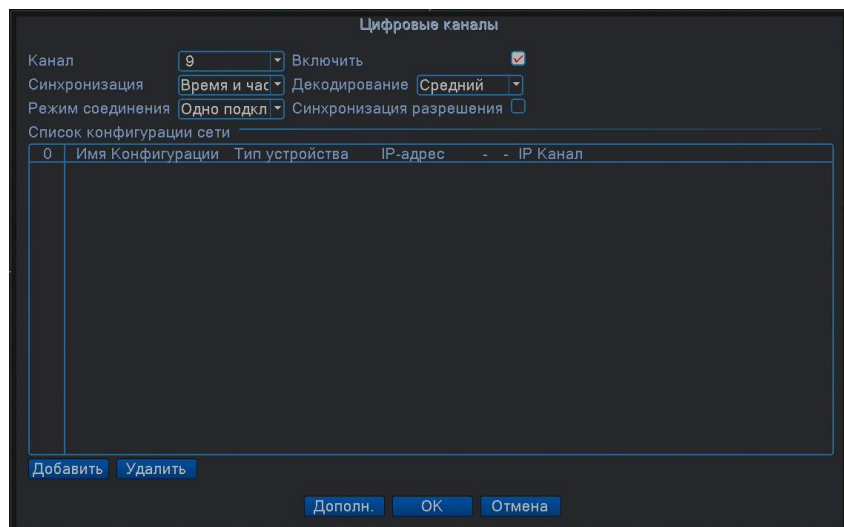 Цифровые каналы
Канал 9 Включить
Синхронизация Время и час Декодирование Средний
Режим соединения Одно подкл Синхронизация разрешения
Список конфигурации сети
0 Имя Конфигурации Тип устройства IP-адрес - - IP Канал
Добавить Удалить
Дополн. OK Отмена